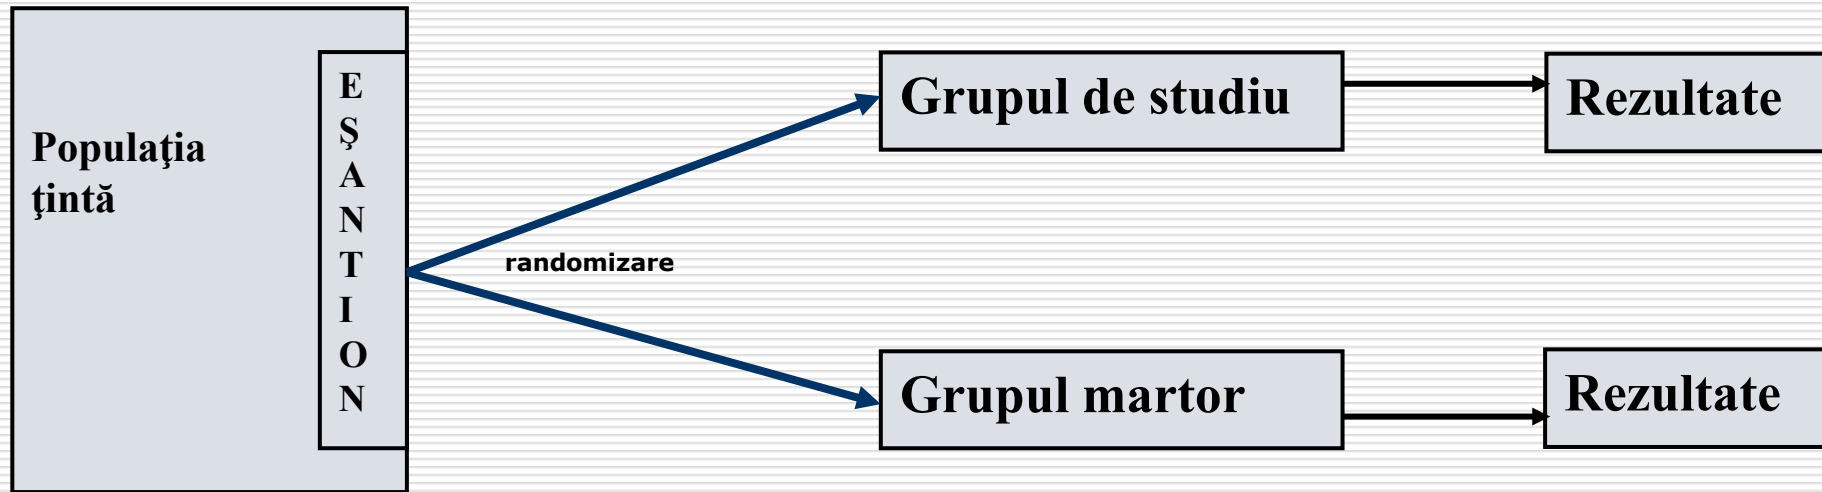 Populaţia
ţintă
E
Ş
A
N
T
I
O
N
randomizare
Grupul de studiu
Rezultate
Grupul martor
Rezultate